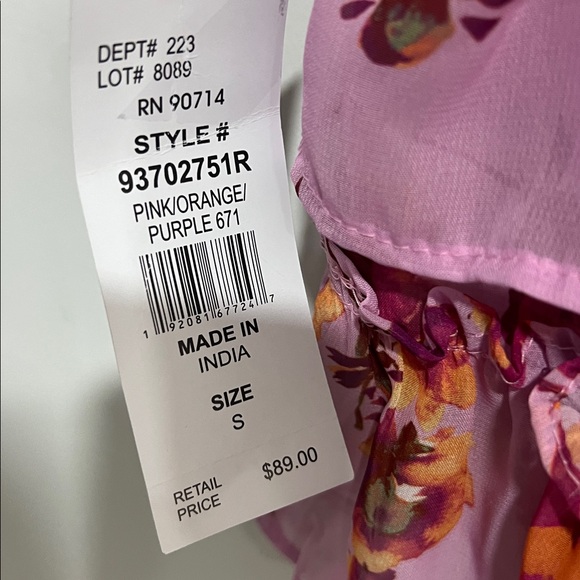 DEPT# 223
LOT# 8089
RN 90714
STYLE #
93702751R
PINK/ORANGE/
PURPLE 671
1 92081 67724 7
MADE IN
INDIA
SIZE
S
RETAIL
PRICE
$89.00